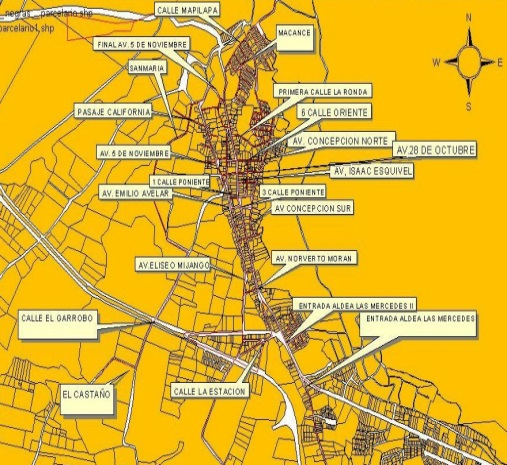 _negras_ _parcelario.shp
parcelario1.shp
CALLE MAPILAPA
MACANCE
FINAL AV. 5 DE NOVIEMBRE
SANMARIA
PRIMERA CALLE LA RONDA
PASAJE CALIFORNIA
6 CALLE ORIENTE
AV. CONCEPCION NORTE
AV.28 DE OCTUBRE
AV. 5 DE NOVIEMBRE
AV, ISAAC ESQUIVEL
1 CALLE PONIENTE
3 CALLE PONIENTE
AV. EMILIO AVELAR
AV CONCEPCION SUR
AV.ELISEO MIJANGO
AV. NORVERTO MORAN
ENTRADA ALDEA LAS MERCEDES II
CALLE EL GARROBO
ENTRADA ALDEA LAS MERCEDES
CALLE LA ESTACION
EL CASTAÑO
N
W
E
S